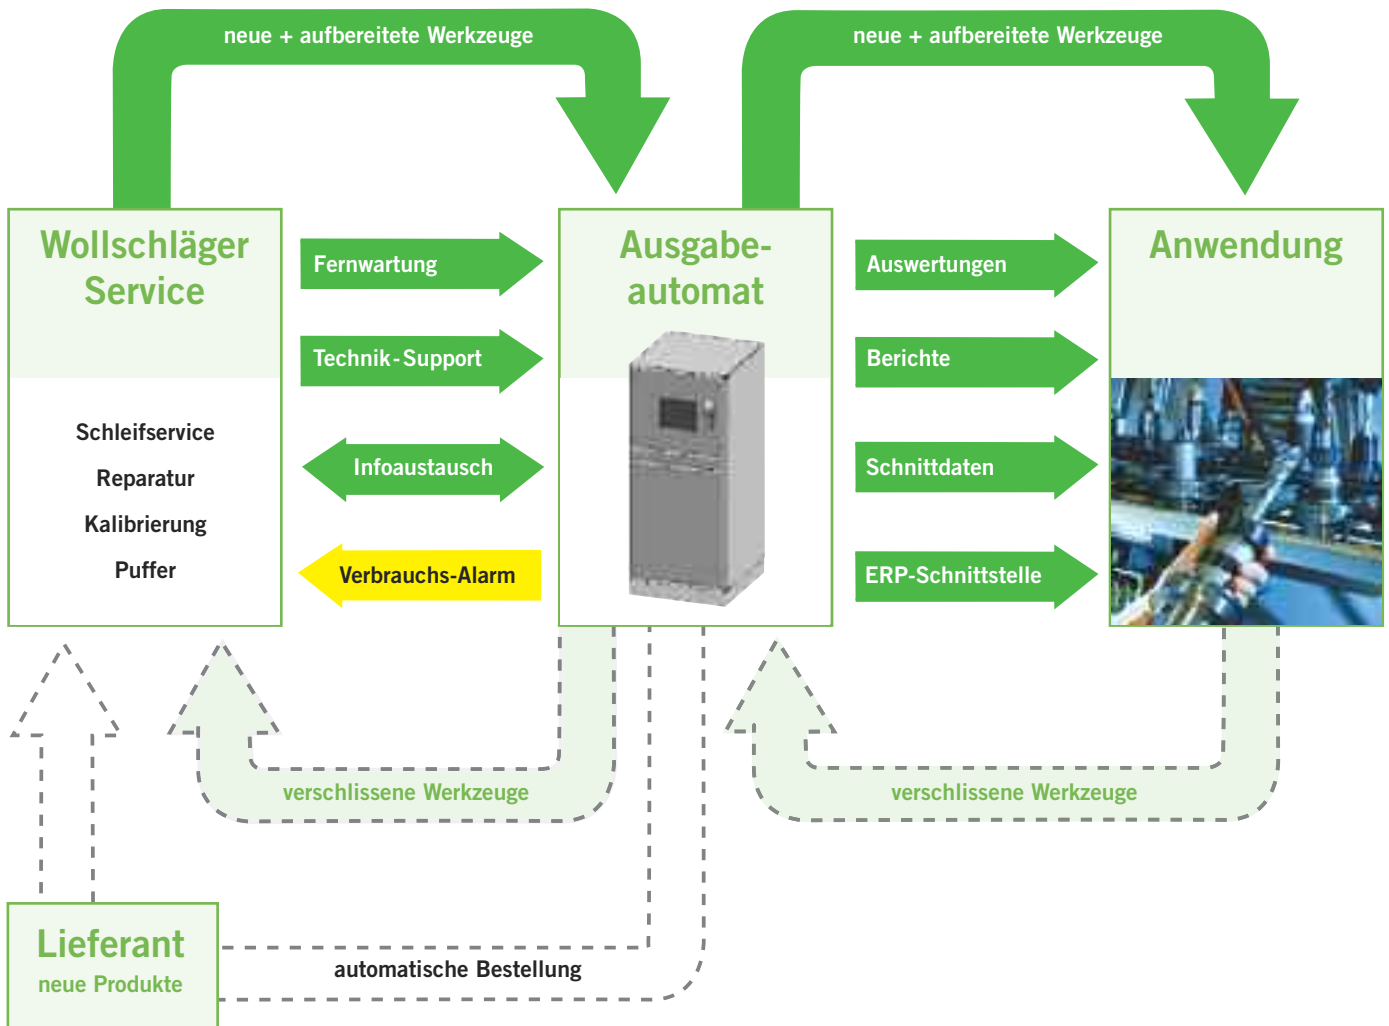 neue + aufbereitete Werkzeuge
neue + aufbereitete Werkzeuge
Wollschläger
Service
Schleifservice
Reparatur
Kalibrierung
Puffer
Fernwartung
Technik-Support
Infoaustausch
Verbrauchs-Alarm
Ausgabe-
automat
Auswertungen
Berichte
Schnittdaten
ERP-Schnittstelle
Anwendung
verschlissene Werkzeuge
verschlissene Werkzeuge
Lieferant
neue Produkte
automatische Bestellung